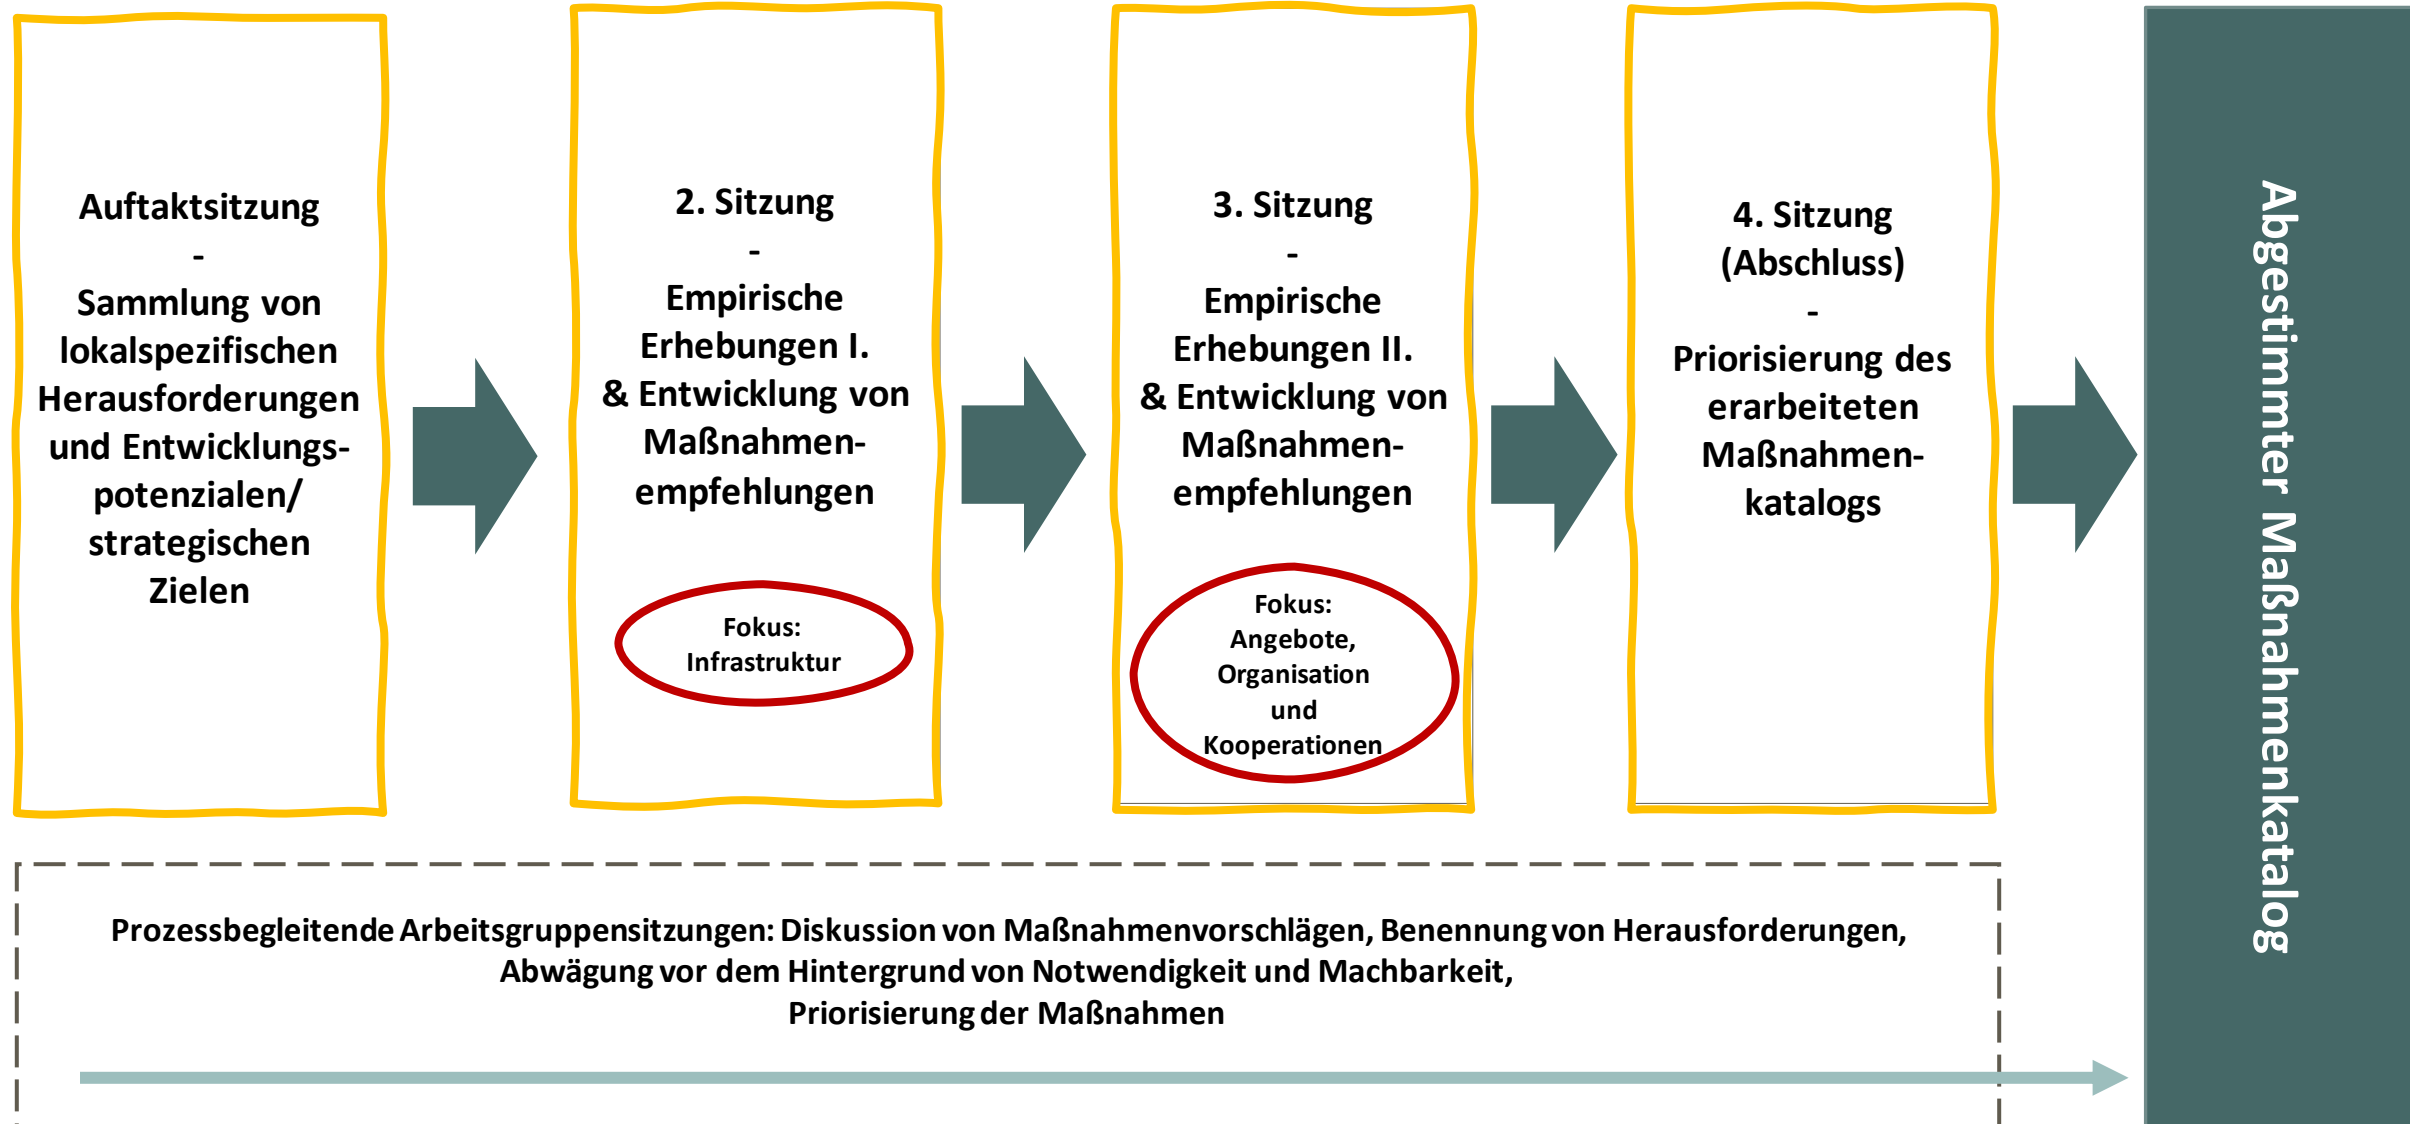 Auftaktsitzung
-
Sammlung von
lokalspezifischen
Herausforderungen
und Entwicklungs-
potenzialen/
strategischen
Zielen
2. Sitzung
-
Empirische
Erhebungen I.
& Entwicklung von
Maßnahmen-
empfehlungen
Fokus:
Infrastruktur
3. Sitzung
-
Empirische
Erhebungen II.
& Entwicklung von
Maßnahmen-
empfehlungen
Fokus:
Angebote,
Organisation
und
Kooperationen
4. Sitzung
(Abschluss)
-
Priorisierung des
erarbeiteten
Maßnahmen-
katalogs
Abgestimmter Maßnahmenkatalog
Prozessbegleitende Arbeitsgruppensitzungen: Diskussion von Maßnahmenvorschlägen, Benennung von Herausforderungen,
Abwägung vor dem Hintergrund von Notwendigkeit und Machbarkeit,
Priorisierung der Maßnahmen